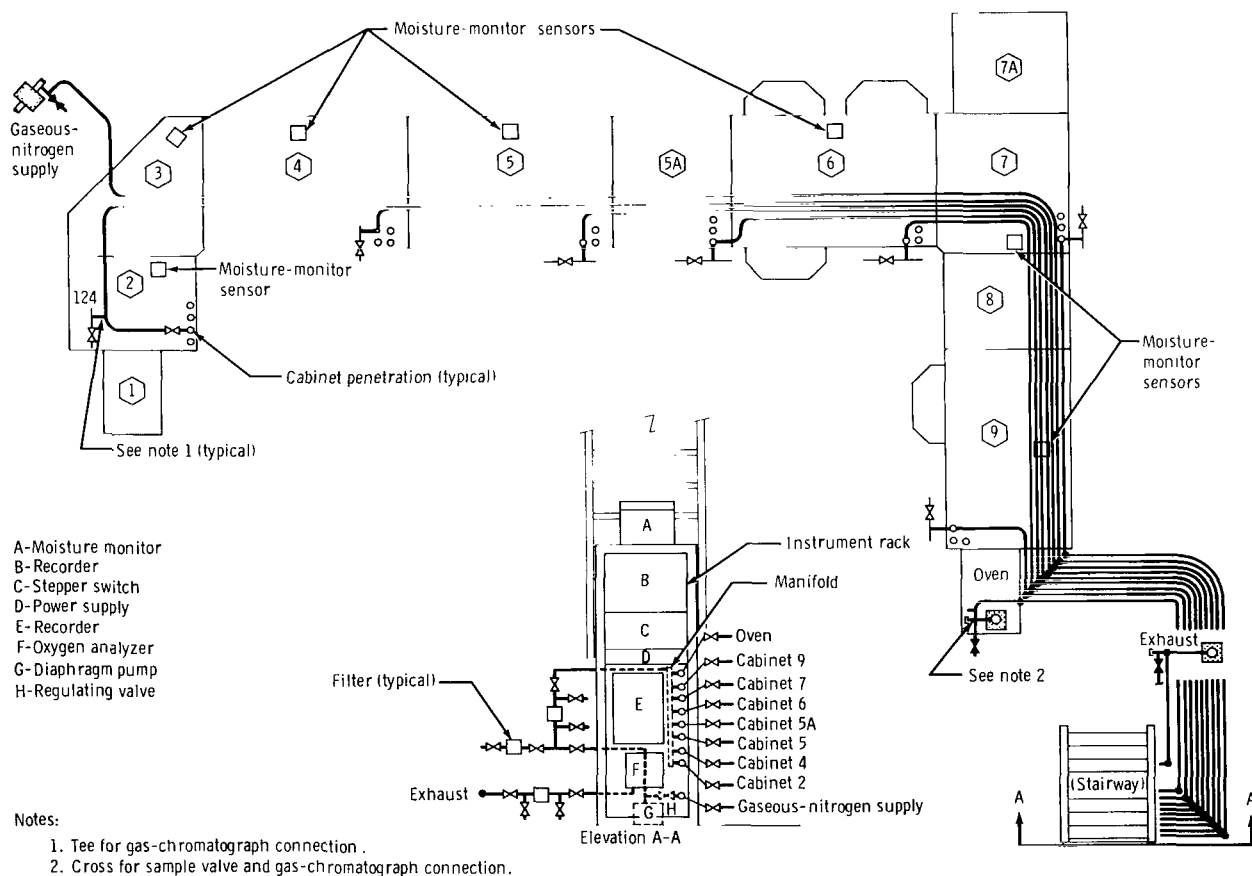 Moisture-monitor sensors
7A
Gaseous-
nitrogen
supply
3
4
5
5A
6
7
2
Moisture-monitor
sensor
124
8
Moisture-
monitor
sensors
1
Cabinet penetration (typical)
See note 1 (typical)
9
A-Moisture monitor
B-Recorder
C-Stepper switch
D-Power supply
E-Recorder
F-Oxygen analyzer
G-Diaphragm pump
H-Regulating valve
A
Instrument rack
B
Manifold
C
D
Oven
Cabinet 9
Cabinet 7
Cabinet 6
Cabinet 5A
Cabinet 5
Cabinet 4
Cabinet 2
Gaseous-nitrogen supply
Filter (typical)
E
F
Exhaust
G
H
Elevation A-A
Oven
See note 2
Exhaust
(Stairway)
A
A
Notes:
1. Tee for gas-chromatograph connection.
2. Cross for sample valve and gas-chromatograph connection.